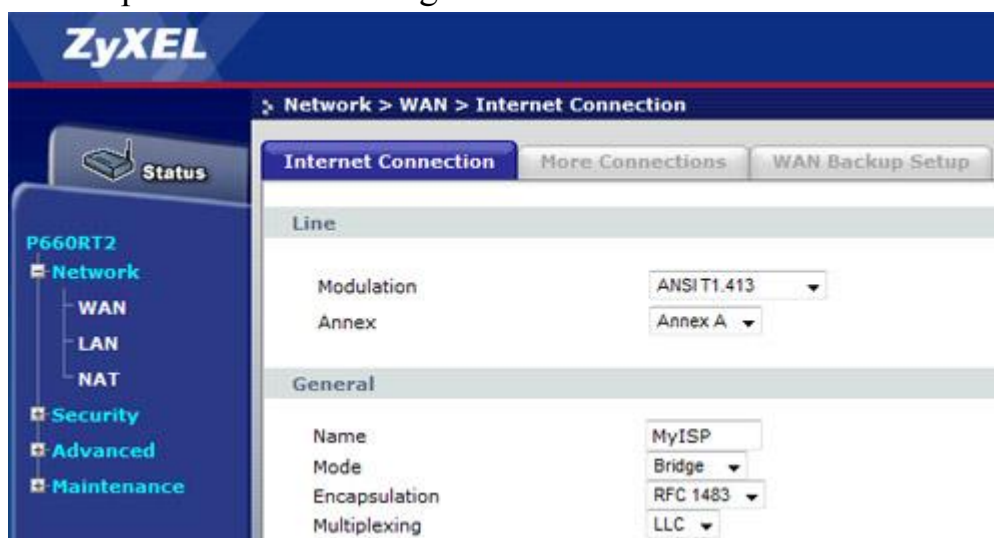 ZyXEL
Network > WAN > Internet Connection
Status
Internet Connection
More Connections
WAN Backup Setup
P660RT2
Network
WAN
LAN
NAT
Security
Advanced
Maintenance
Line
Modulation ANSI T1.413
Annex Annex A
General
Name MyISP
Mode Bridge
Encapsulation RFC 1483
Multiplexing LLC